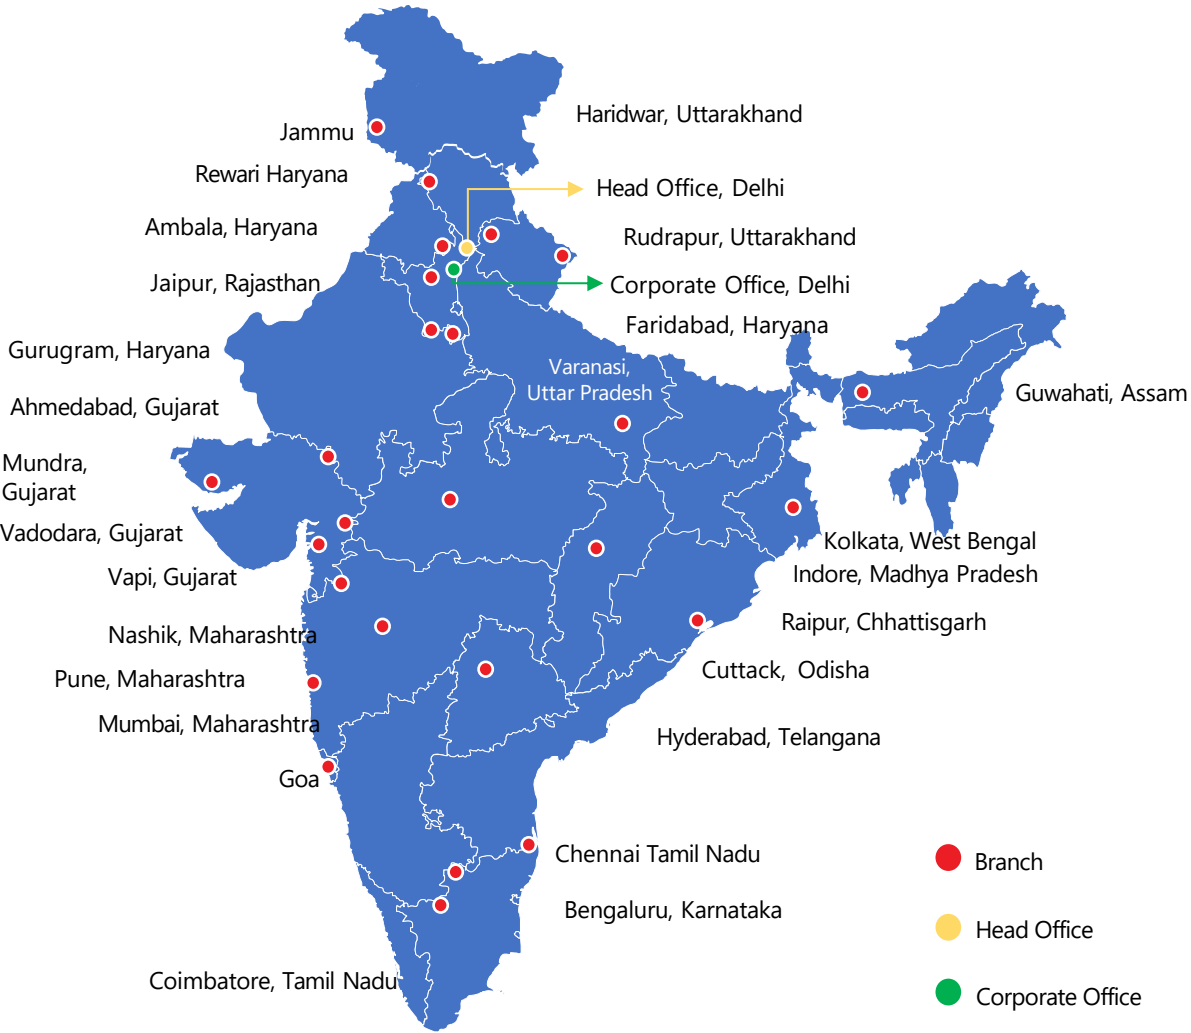 Haridwar, Uttarakhand
Jammu
Rewari Haryana
Head Office, Delhi
Ambala, Haryana
Rudrapur, Uttarakhand
Jaipur, Rajasthan
Corporate Office, Delhi
Faridabad, Haryana
Gurugram, Haryana
Varanasi,
Uttar Pradesh
Guwahati, Assam
Ahmedabad, Gujarat
Mundra,
Gujarat
Vadodara, Gujarat
Kolkata, West Bengal
Vapi, Gujarat
Indore, Madhya Pradesh
Raipur, Chhattisgarh
Nashik, Maharashtra
Cuttack, Odisha
Pune, Maharashtra
Mumbai, Maharashtra
Hyderabad, Telangana
Goa
Chennai Tamil Nadu
Branch
Bengaluru, Karnataka
Head Office
Coimbatore, Tamil Nadu
Corporate Office